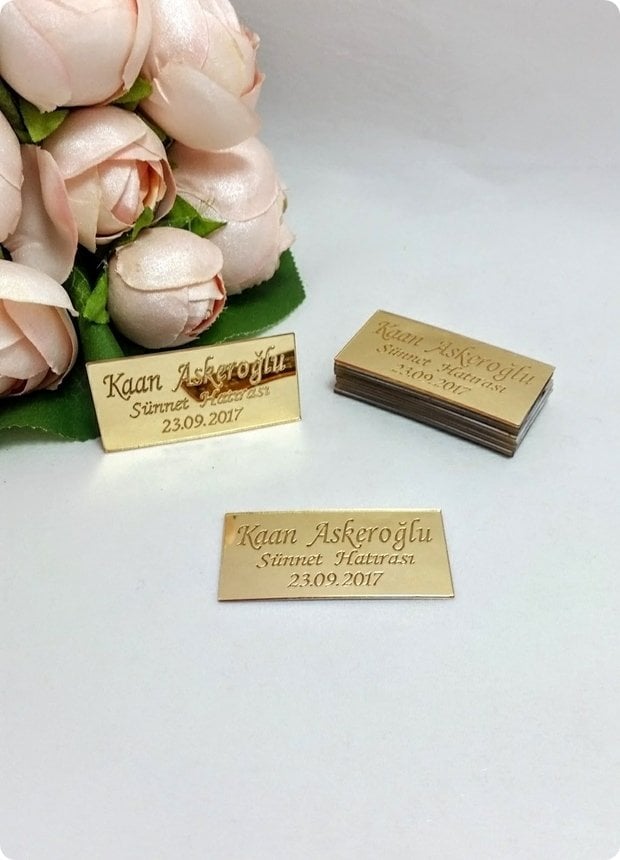 Kaan Askeroğlu
Sünnet Hatırası
23.09.2017
Kaan Askeroğlu
Sünnet Hatırası
23.09.2017
Kaan Askeroğlu
Sünnet Hatırası
23.09.2017